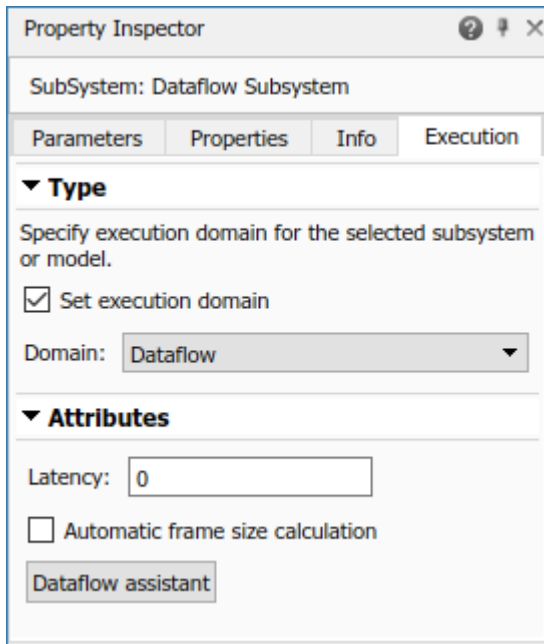 Property Inspector
SubSystem: Dataflow Subsystem
Parameters Properties Info Execution
Type
Specify execution domain for the selected subsystem
or model.
Set execution domain
Domain: Dataflow
Attributes
Latency: 0
Automatic frame size calculation
Dataflow assistant